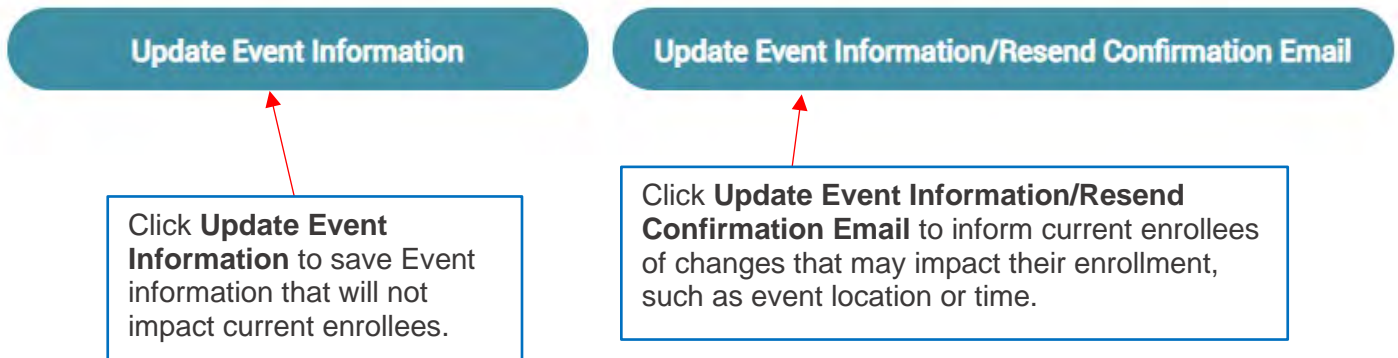 Update Event Information
Update Event Information/Resend Confirmation Email
Click Update Event
Information to save Event
information that will not
impact current enrollees.
Click Update Event Information/Resend
Confirmation Email to inform current enrollees
of changes that may impact their enrollment,
such as event location or time.